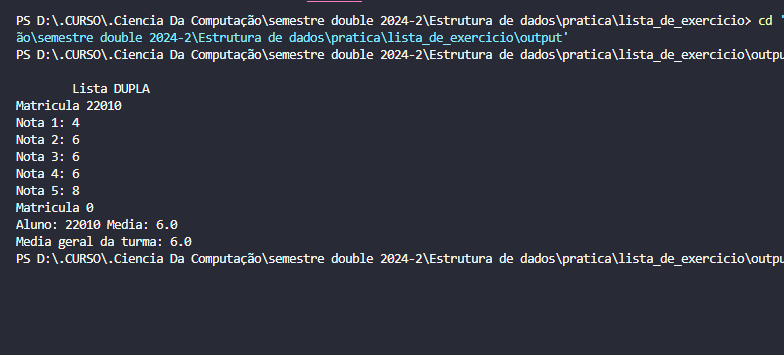 PS D:\.CURSO\.Ciencia Da Computação\semestre double 2024-2\Estrutura de dados\pratica\lista_de_exercicio> cd '
ão\semestre double 2024-2\Estrutura de dados\pratica\lista_de_exercicio\output'
PS D:\.CURSO\.Ciencia Da Computação\semestre double 2024-2\Estrutura de dados\pratica\lista_de_exercicio\outpu
Lista DUPLA
Matricula 22010
Nota 1: 4
Nota 2: 6
Nota 3: 6
Nota 4: 6
Nota 5: 8
Matricula 0
Aluno: 22010 Media: 6.0
Media geral da turma: 6.0
PS D:\.CURSO\.Ciencia Da Computação\semestre double 2024-2\Estrutura de dados\pratica\lista_de_exercicio\outpu